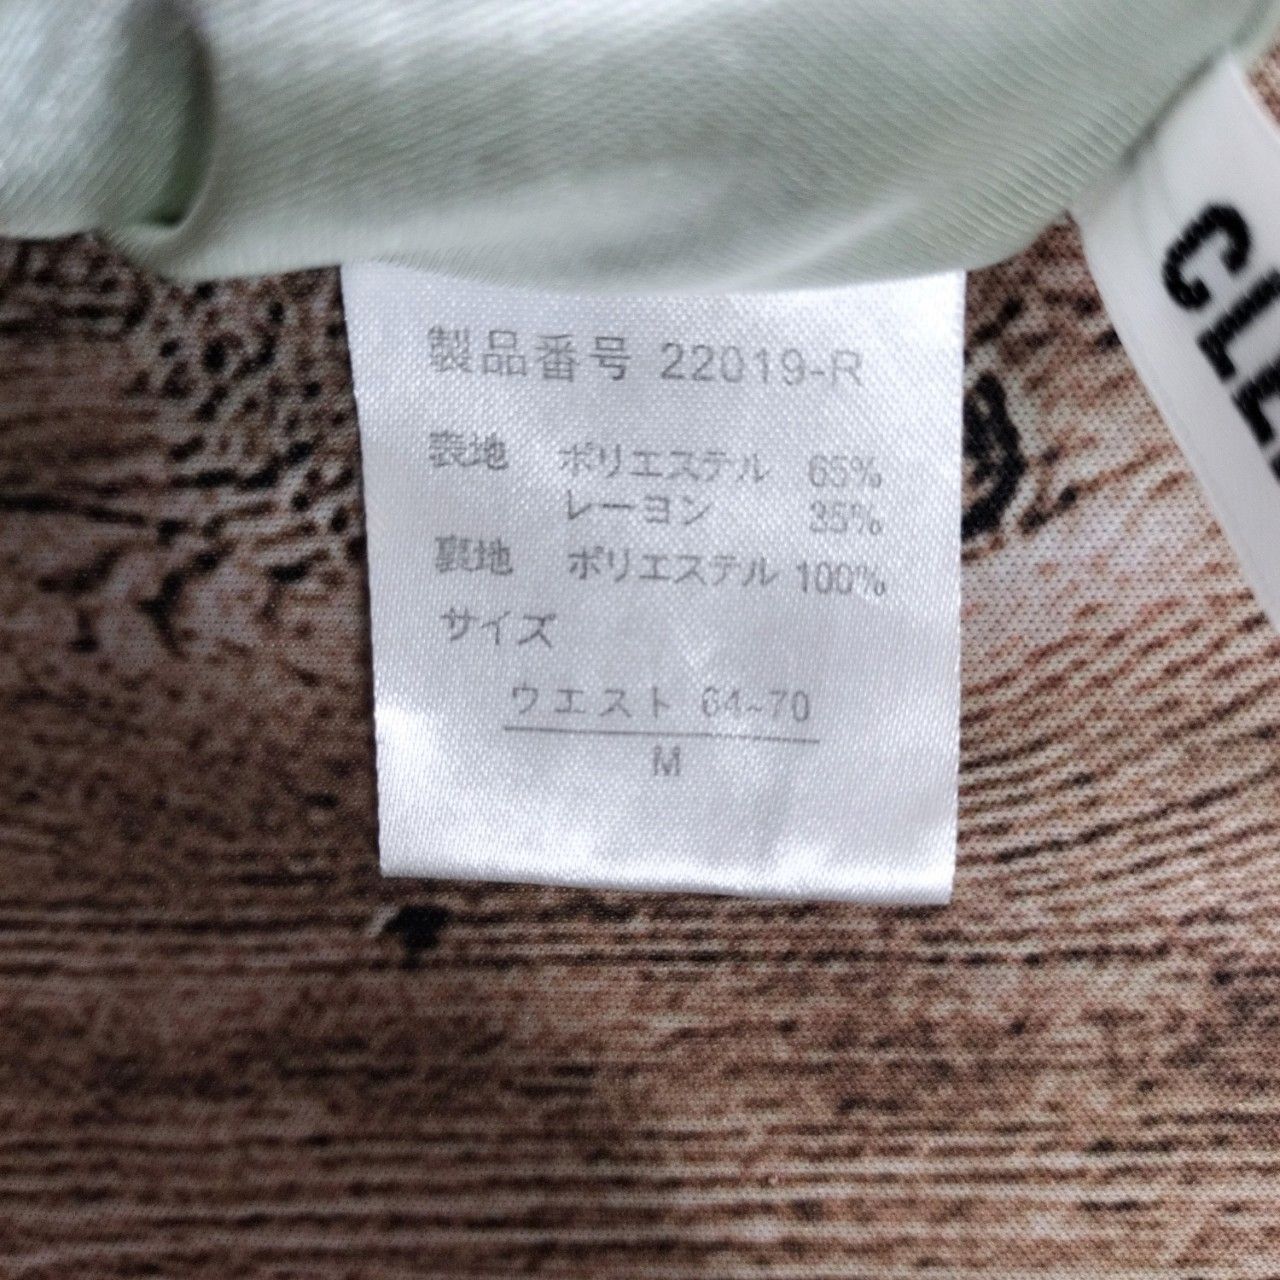 製品番号 22019-R
表地 ポリエステル 65%
レーヨン 35%
裏地 ポリエステル 100%
サイズ
ウエスト 64~70
M